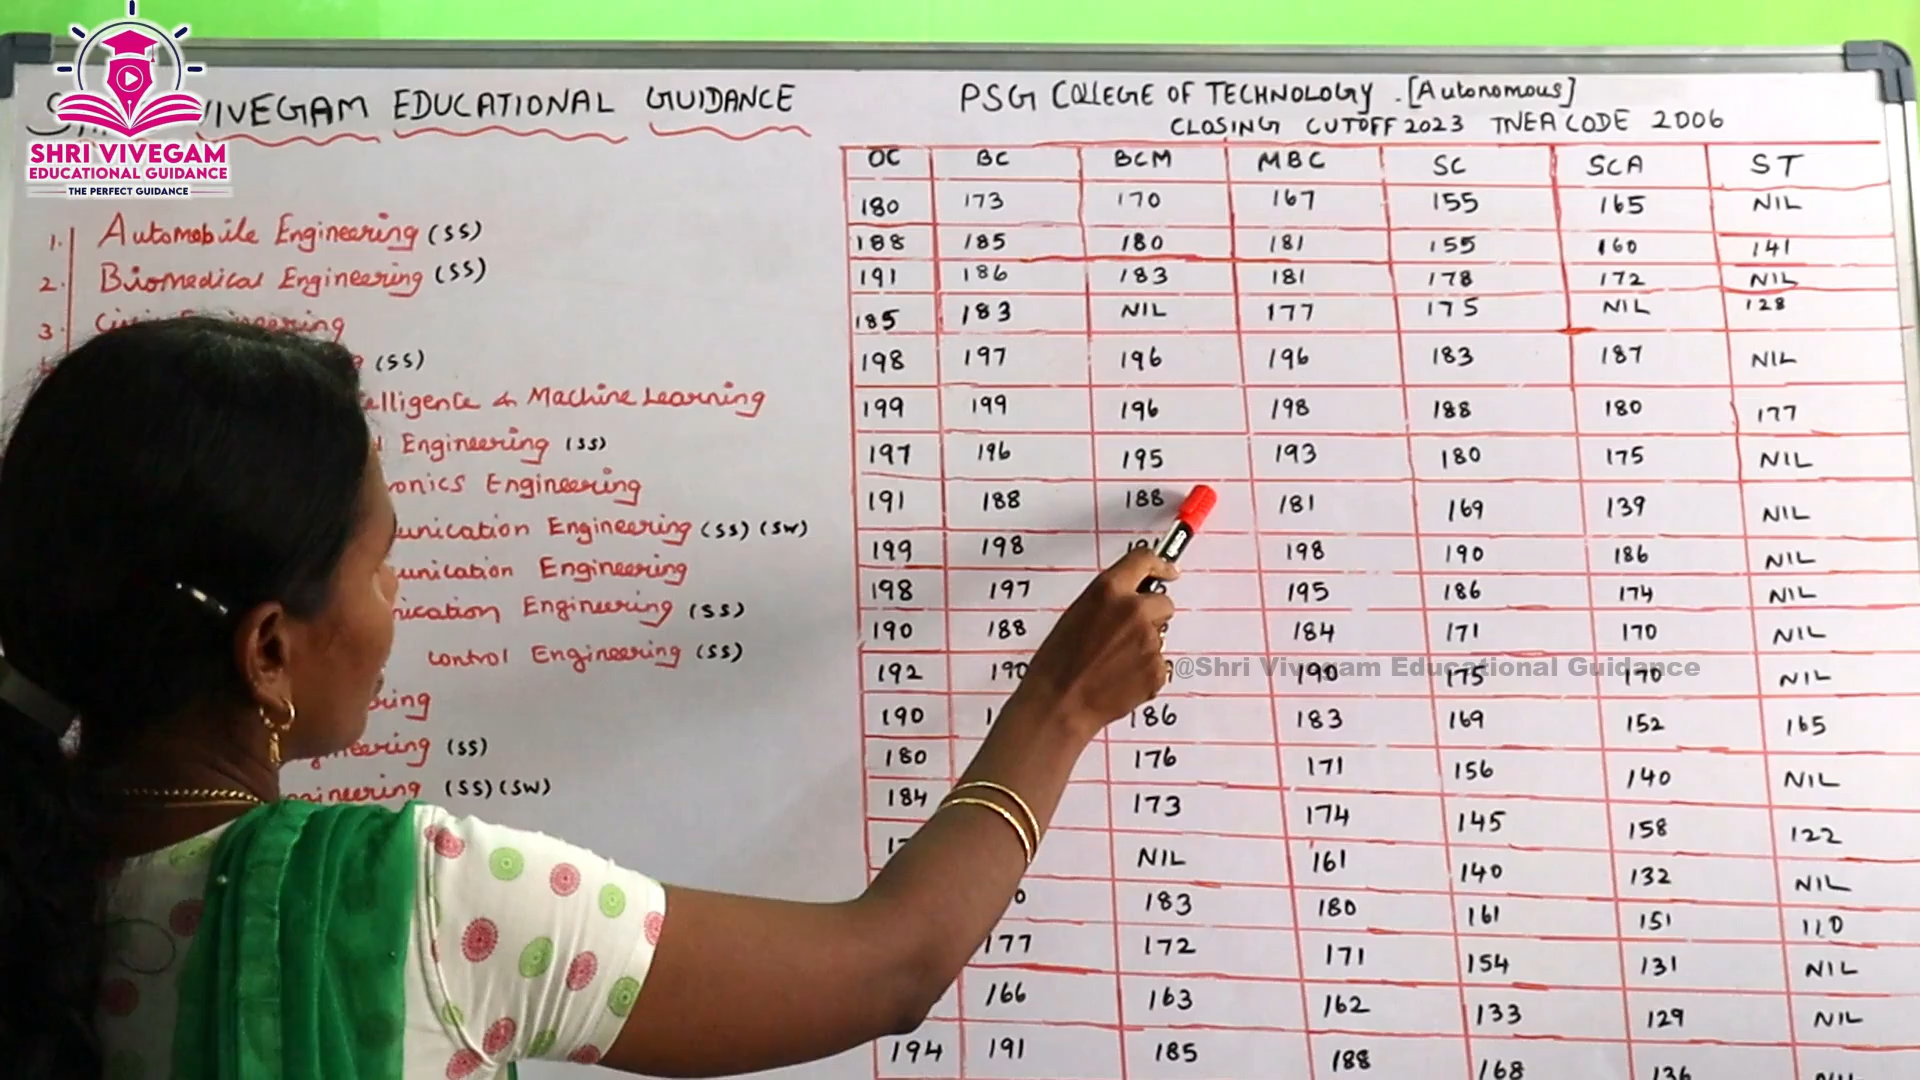 SHRI VIVEGAM
EDUCATIONAL GUIDANCE
THE PERFECT GUIDANCE
VIVEGAM EDUCATIONAL GUIDANCE
PSG COLLEGE OF TECHNOLOGY . [Autonomous]
CLOSING CUTOFF 2023 TNEA CODE 2006
1. Automobile Engineering (SS)
2. Biomedical Engineering (SS)
3.
(SS)
& Machine Learning
Engineering (SS)
Engineering
Engineering (SS) (SW)
Engineering
Engineering (SS)
control Engineering (SS)
(SS)
(SS) (SW)
OC BC BCM MBC SC SCA ST
180 173 170 167 155 165 NIL
188 185 180 181 155 160 141
191 186 183 181 178 172 NIL
185 183 NIL 177 175 NIL 128
198 197 196 196 183 187 NIL
199 199 196 198 188 180 177
197 196 195 193 180 175 NIL
191 188 188 181 169 139 NIL
199 198 198 190 186 NIL
198 197 195 186 174 NIL
190 188 184 171 170 NIL
192 190 190 175 170 NIL
190 186 183 169 152 165
180 176 171 156 140 NIL
184 173 174 145 158 122
NIL 161 140 132 NIL
183 180 161 151 110
177 172 171 154 131 NIL
166 163 162 133 129 NIL
194 191 185 188 168 136
@Shri Vivegam Educational Guidance